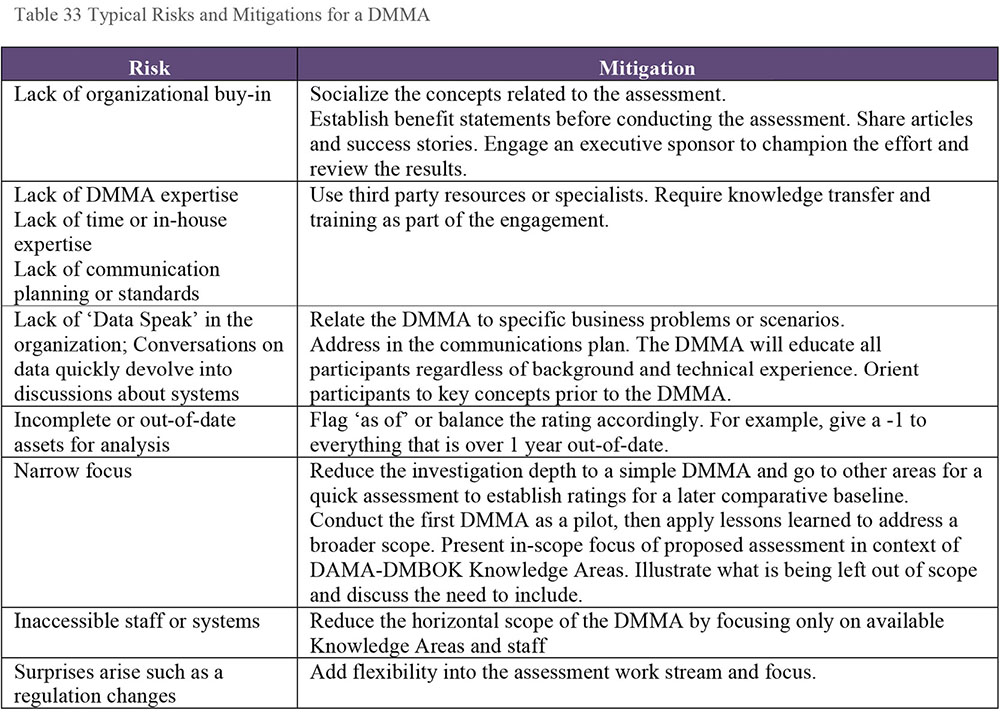 Table 33 Typical Risks and Mitigations for a DMMA
Risk
Mitigation
Lack of organizational buy-in
Socialize the concepts related to the assessment.
Establish benefit statements before conducting the assessment. Share articles
and success stories. Engage an executive sponsor to champion the effort and
review the results.
Lack of DMMA expertise
Lack of time or in-house
expertise
Lack of communication
planning or standards
Use third party resources or specialists. Require knowledge transfer and
training as part of the engagement.
Lack of ‘Data Speak’ in the
organization; Conversations on
data quickly devolve into
discussions about systems
Relate the DMMA to specific business problems or scenarios.
Address in the communications plan. The DMMA will educate all
participants regardless of background and technical experience. Orient
participants to key concepts prior to the DMMA.
Incomplete or out-of-date
assets for analysis
Flag ‘as of’ or balance the rating accordingly. For example, give a -1 to
everything that is over 1 year out-of-date.
Narrow focus
Reduce the investigation depth to a simple DMMA and go to other areas for a
quick assessment to establish ratings for a later comparative baseline.
Conduct the first DMMA as a pilot, then apply lessons learned to address a
broader scope. Present in-scope focus of proposed assessment in context of
DAMA-DMBOK Knowledge Areas. Illustrate what is being left out of scope
and discuss the need to include.
Inaccessible staff or systems
Reduce the horizontal scope of the DMMA by focusing only on available
Knowledge Areas and staff
Surprises arise such as a
regulation changes
Add flexibility into the assessment work stream and focus.